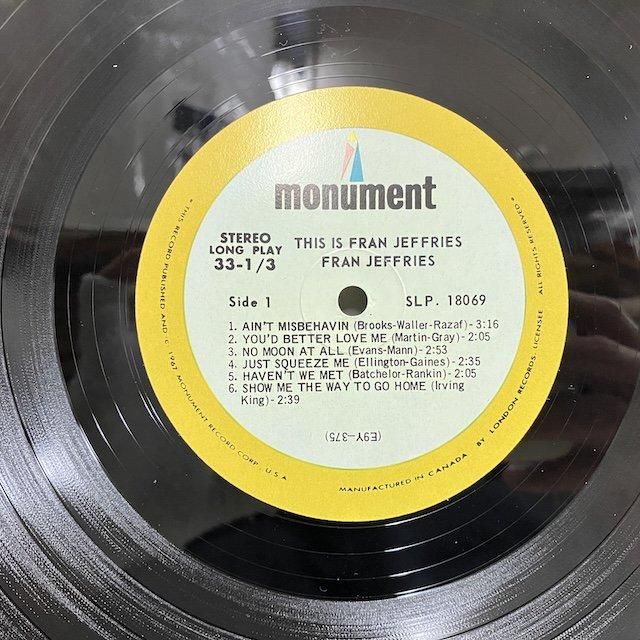 monument
STEREO
LONG PLAY
33-1/3
THIS IS FRAN JEFFRIES
FRAN JEFFRIES
Side 1
SLP. 18069
1. AIN'T MISBEHAVIN (Brooks-Waller-Razaf) - 3:16
2. YOU'D BETTER LOVE ME (Martin-Gray) - 2:05
3. NO MOON AT ALL (Evans-Mann) - 2:53
4. JUST SQUEEZE ME (Ellington-Gaines) - 2:35
5. HAVEN'T WE MET (Batchelor-Rankin) - 2:05
6. SHOW ME THE WAY TO GO HOME (Irving
King) - 2:39
(E9Y-375)
• THIS RECORD PUBLISHED AND C 1967 MONUMENT RECORD CORP. U.S.A
MANUFACTURED IN CANADA BY LONDON RECORDS. LICENSEE ALL RIGHTS RESERVED •